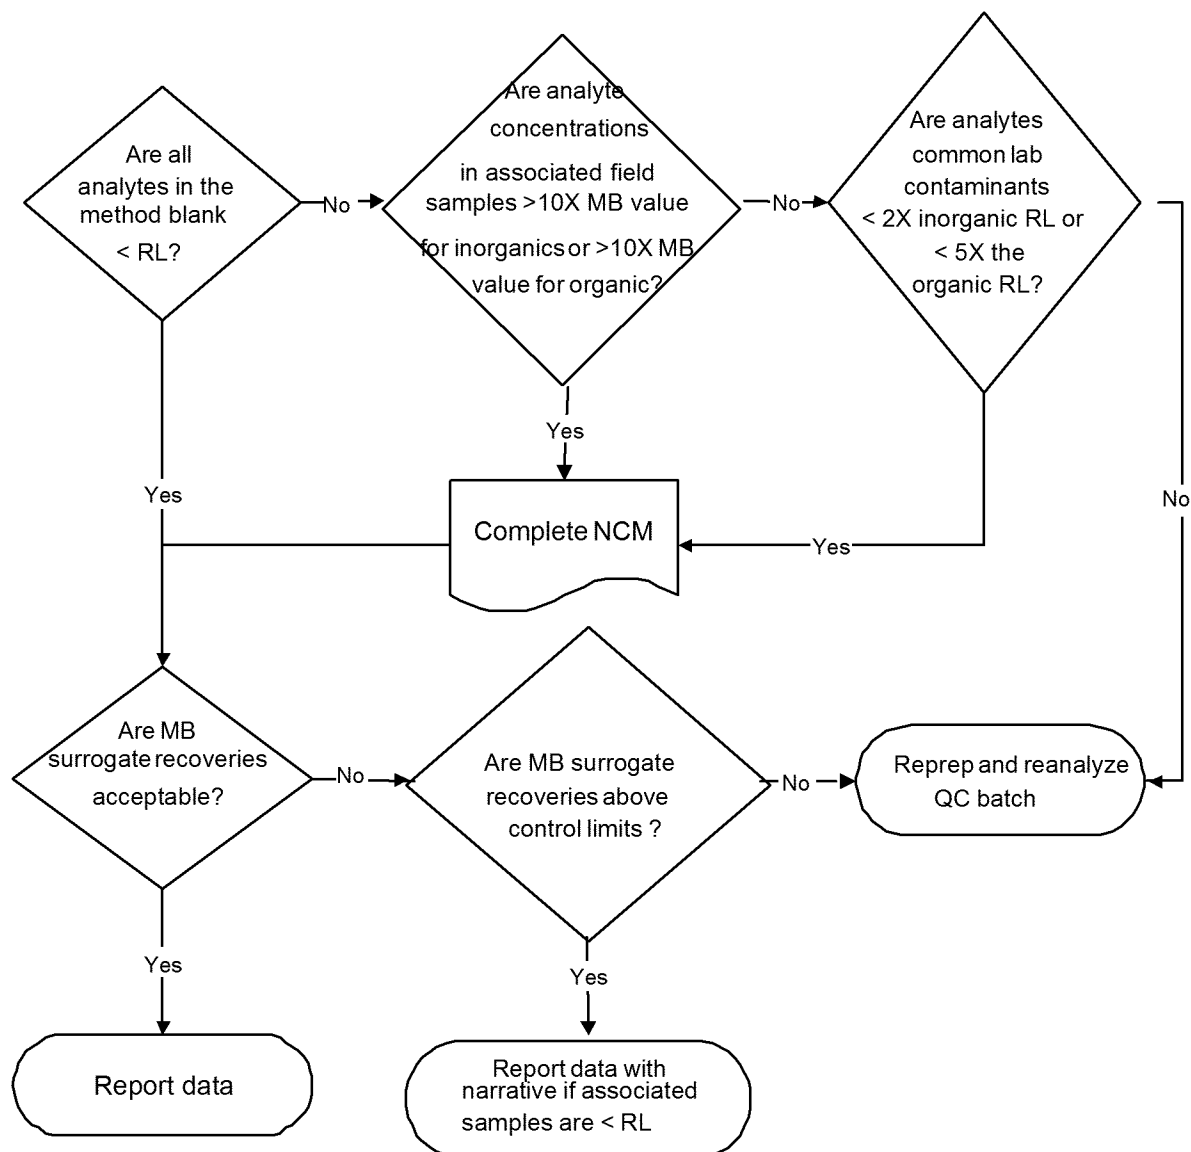 Are all
analytes in the
method blank
< RL?
No
Are analyte
concentrations
in associated field
samples >10X MB value
for inorganics or >10X MB
value for organic?
No
Are analytes
common lab
contaminants
< 2X inorganic RL or
< 5X the
organic RL?
Yes
Yes
No
Complete NCM
Yes
Are MB
surrogate recoveries
acceptable?
No
Are MB surrogate
recoveries above
control limits ?
No
Reprep and reanalyze
QC batch
Yes
Yes
Report data
Report data with
narrative if associated
samples are < RL